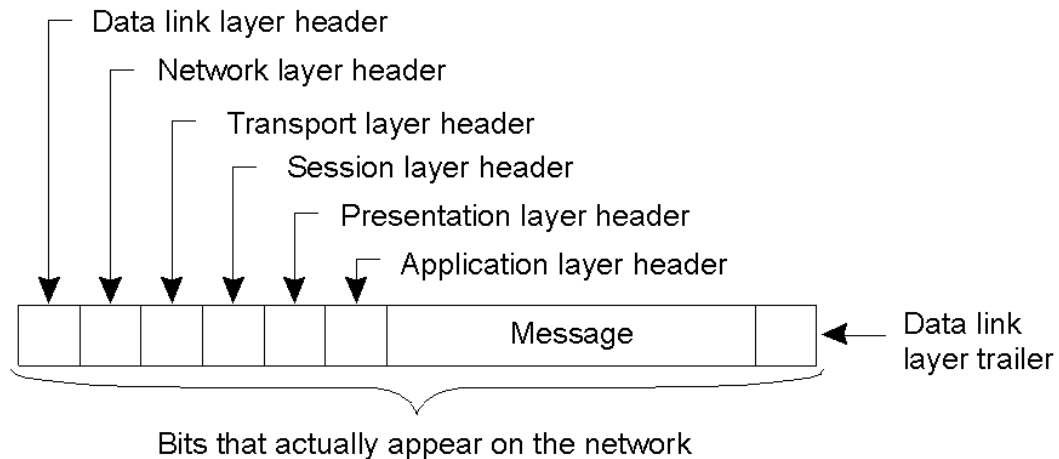 Data link layer header
Network layer header
Transport layer header
Session layer header
Presentation layer header
Application layer header
Message
Data link
layer trailer
Bits that actually appear on the network